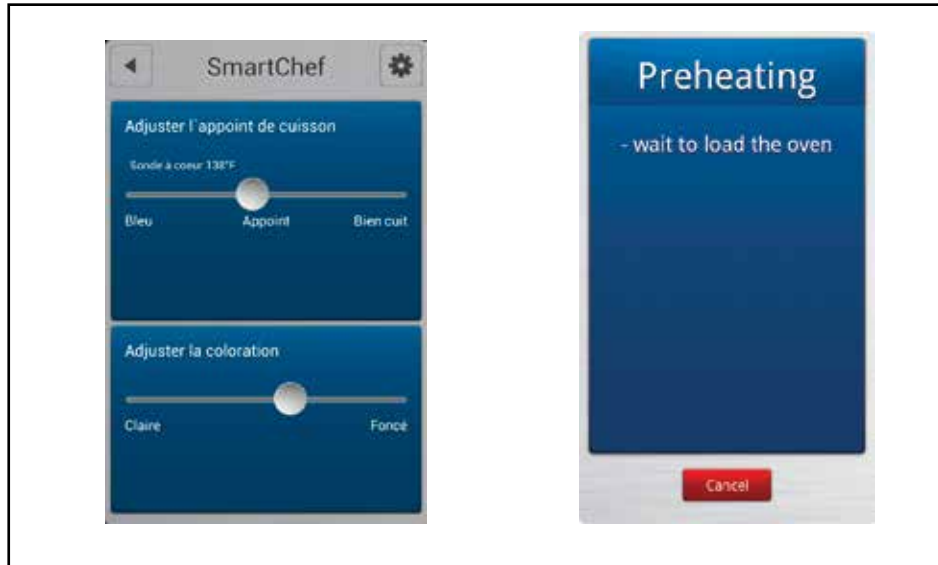 SmartChef
Adjuster l'appoint de cuisson
Sonde à coeur 138°F
Bleu Appoint Bien cuit
Adjuster la coloration
Claire Foncé
Preheating
- wait to load the oven
Cancel